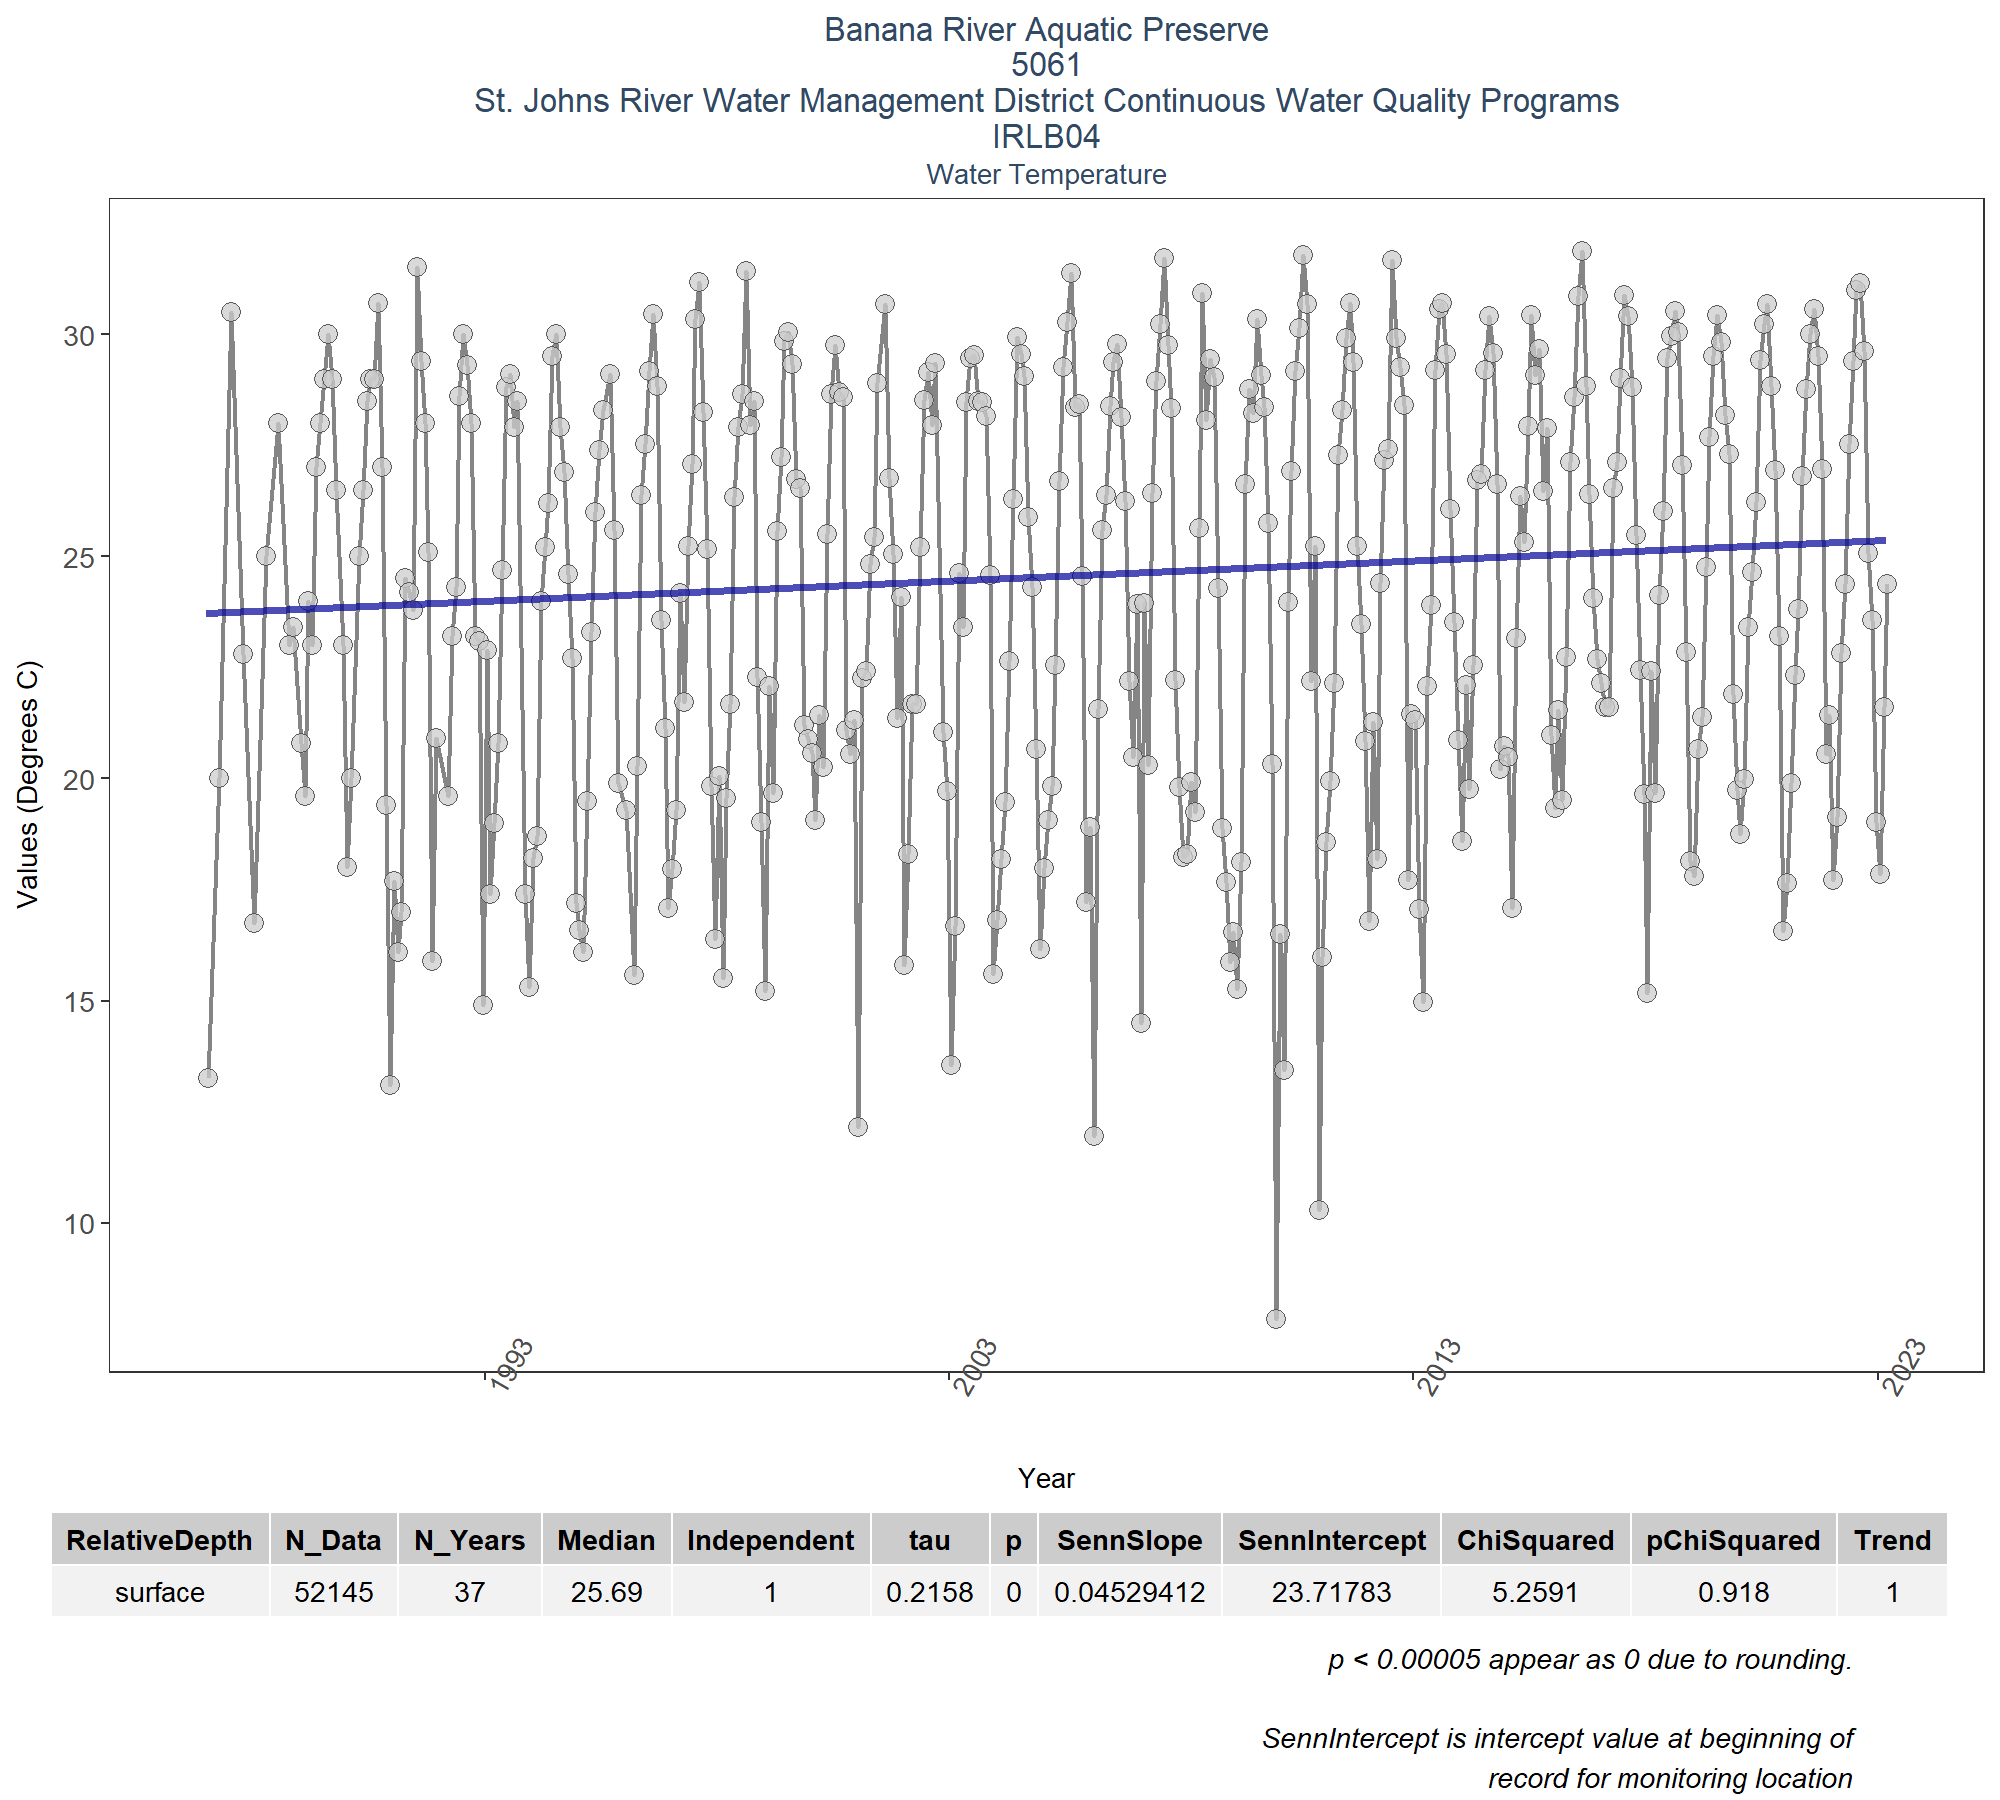 Banana River Aquatic Preserve
5061
St. Johns River Water Management District Continuous Water Quality Programs
IRLB04
Water Temperature
Values (Degrees C)
30
25
20
15
10
1993
2003
2013
2023
Year
RelativeDepth N_Data N_Years Median Independent tau p SennSlope SennIntercept ChiSquared pChiSquared Trend
surface 52145 37 25.69 1 0.2158 0 0.04529412 23.71783 5.2591 0.918 1
p < 0.00005 appear as 0 due to rounding.
SennIntercept is intercept value at beginning of
record for monitoring location